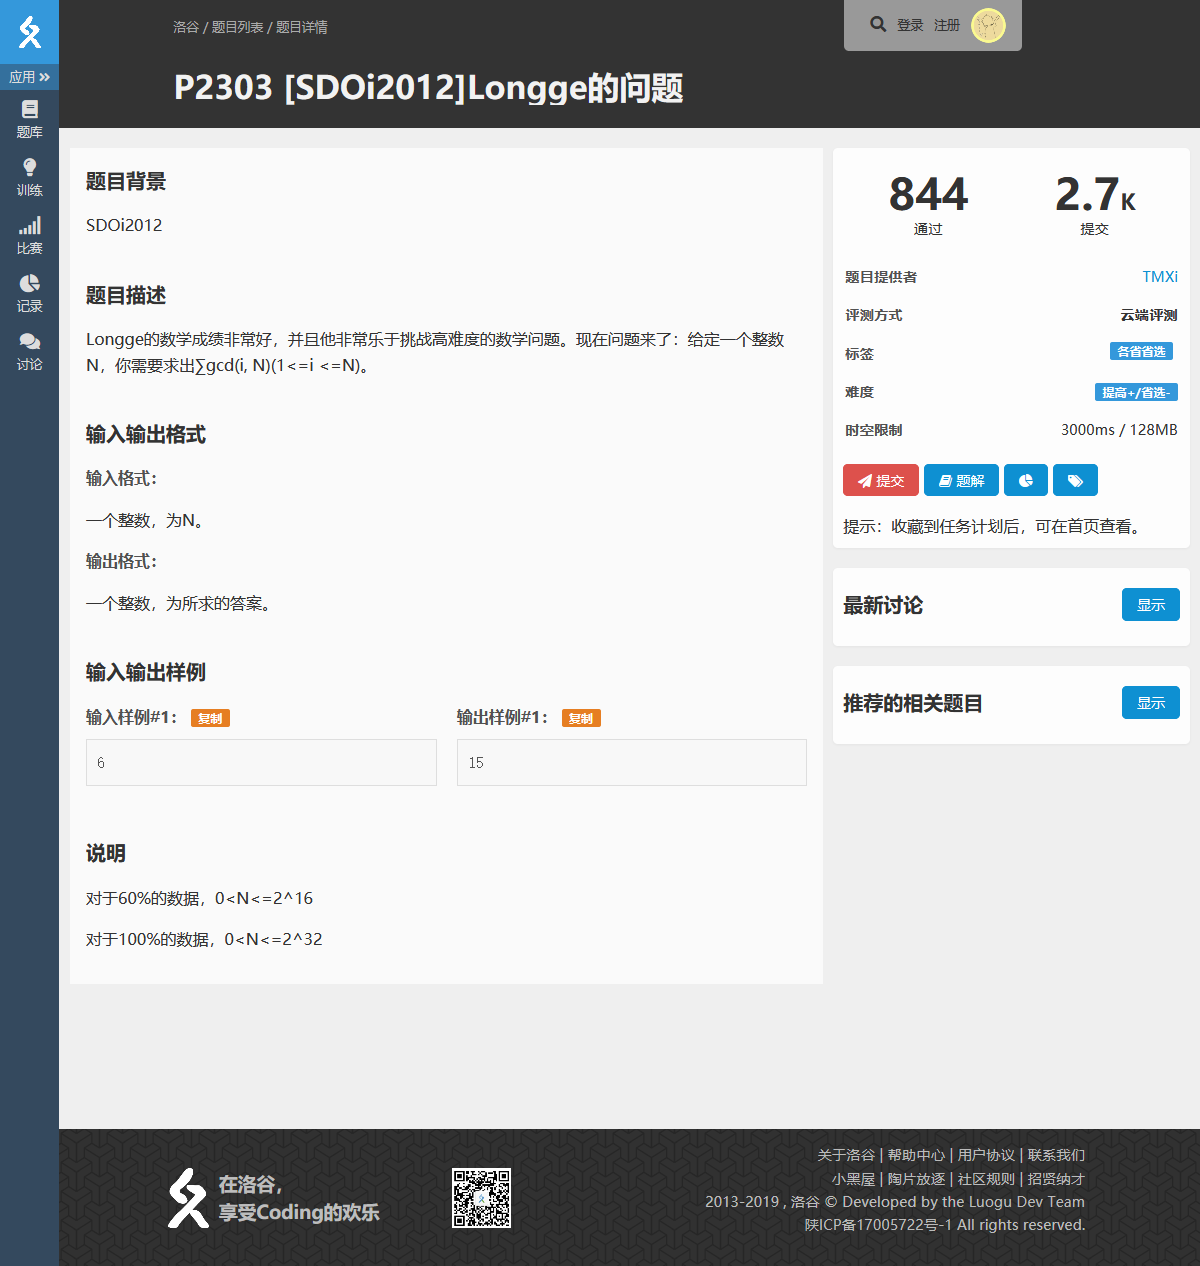 洛谷 / 题目列表 / 题目详情
登录 注册
P2303 [SDOi2012]Longge的问题
应用
题库
训练
比赛
记录
讨论
题目背景
SDOi2012
题目描述
Longge的数学成绩非常好，并且他非常乐于挑战高难度的数学问题。现在问题来了：给定一个整数
N，你需要求出∑gcd(i, N)(1<=i <=N)。
输入输出格式
输入格式：
一个整数，为N。
输出格式：
一个整数，为所求的答案。
输入输出样例
输入样例#1： 复制
6
输出样例#1： 复制
15
说明
对于60%的数据，0<N<=2^16
对于100%的数据，0<N<=2^32
844
通过
2.7K
提交
题目提供者 TMXi
评测方式 云端评测
标签 各省省选
难度 提高+/省选-
时空限制 3000ms / 128MB
提交 题解
提示：收藏到任务计划后，可在首页查看。
最新讨论 显示
推荐的相关题目 显示
在洛谷，
享受Coding的欢乐
关于洛谷 | 帮助中心 | 用户协议 | 联系我们
小黑屋 | 陶片放逐 | 社区规则 | 招贤纳才
2013-2019 , 洛谷 © Developed by the Luogu Dev Team
陕ICP备17005722号-1 All rights reserved.